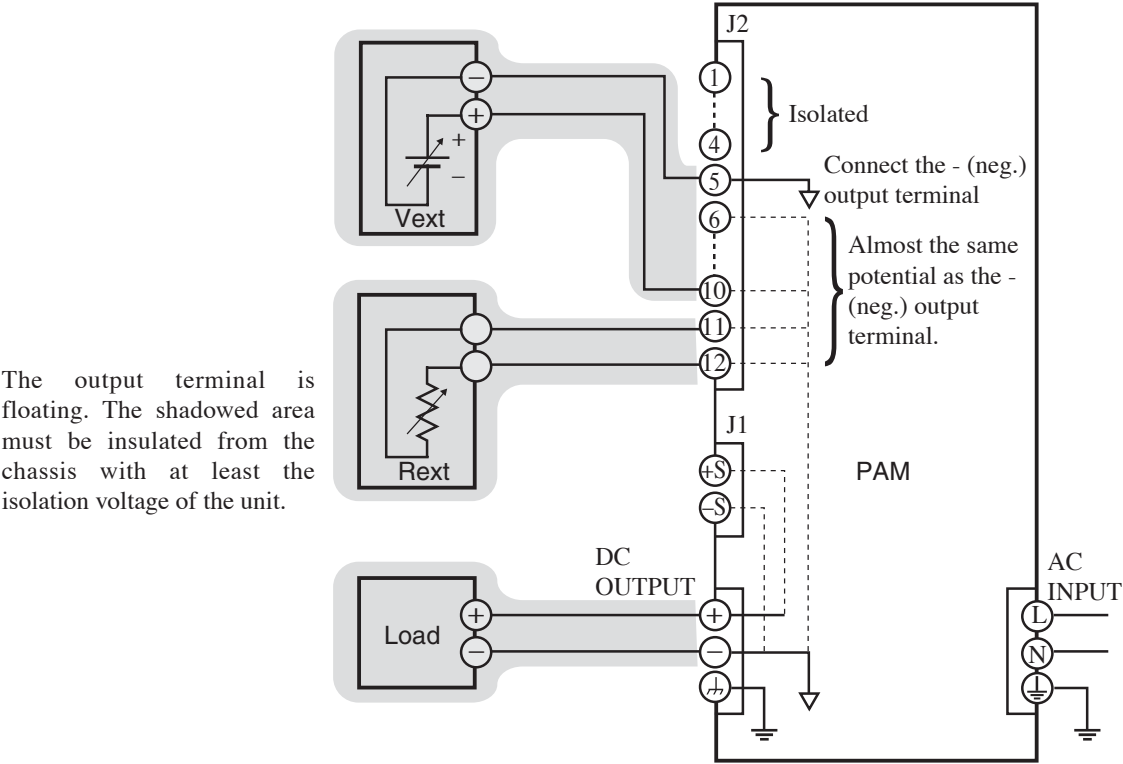 J2
1
Isolated
4
Connect the - (neg.)
output terminal
5
6
Almost the same
potential as the -
(neg.) output
terminal.
10
11
12
−
+
+
−
Vext
Rext
The output terminal is
floating. The shadowed area
must be insulated from the
chassis with at least the
isolation voltage of the unit.
J1
+S
–S
PAM
DC
OUTPUT
+
−
Load
+
−
AC
INPUT
L
N